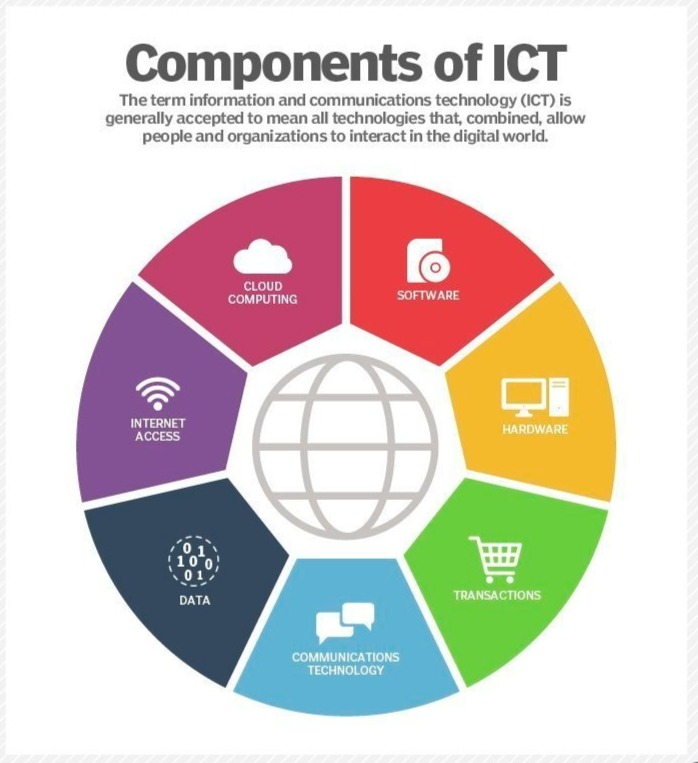 Components of ICT
The term information and communications technology (ICT) is
generally accepted to mean all technologies that, combined, allow
people and organizations to interact in the digital world.
CLOUD
COMPUTING
SOFTWARE
INTERNET
ACCESS
HARDWARE
0 1
1 0 0
0 1
DATA
TRANSACTIONS
COMMUNICATIONS
TECHNOLOGY